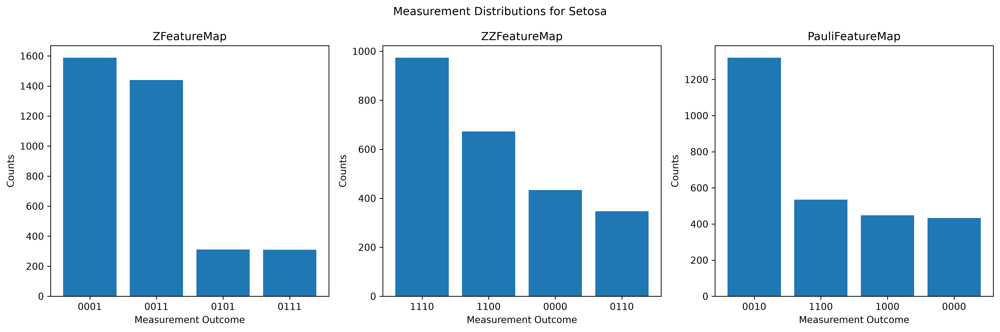 Measurement Distributions for Setosa
ZFeatureMap
1600
1400
1200
1000
800
600
400
200
0
Counts
0001 0011 0101 0111
Measurement Outcome
ZZFeatureMap
1000
800
600
400
200
0
Counts
1110 1100 0000 0110
Measurement Outcome
PauliFeatureMap
1200
1000
800
600
400
200
0
Counts
0010 1100 1000 0000
Measurement Outcome